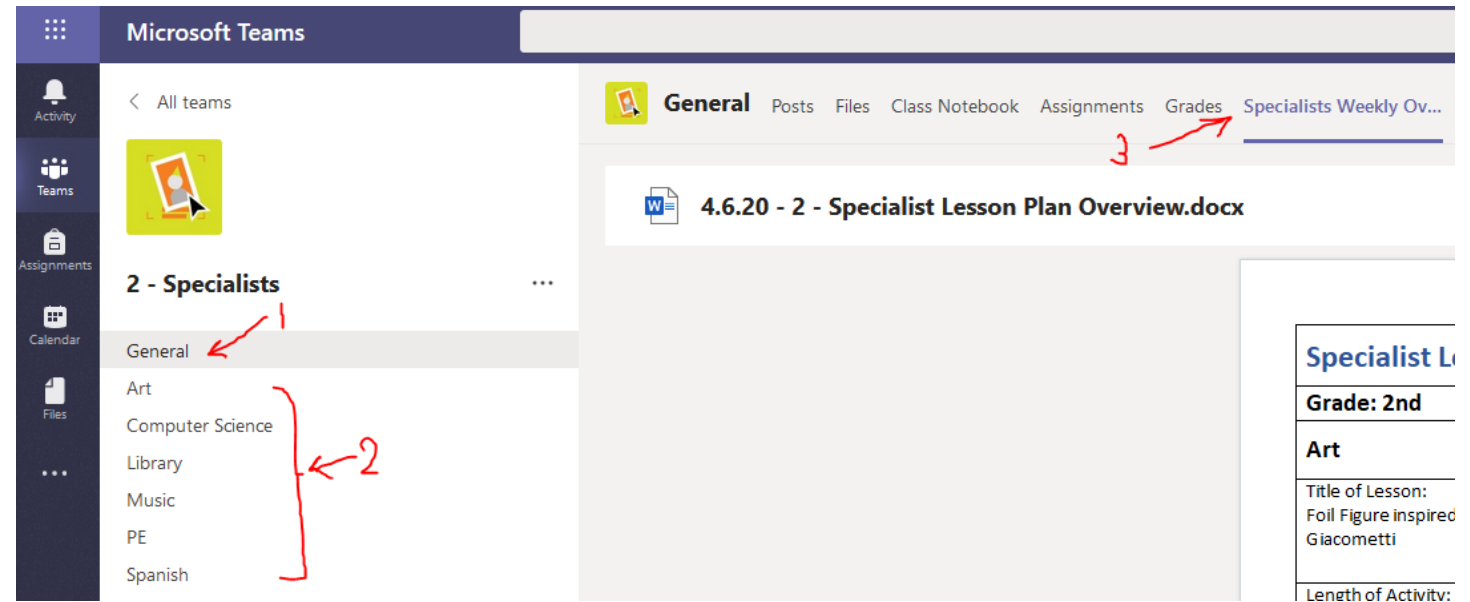 Microsoft Teams
Activity
Teams
Assignments
Calendar
Files
All teams
2 - Specialists
1
General
Art
Computer Science
Library
Music
PE
Spanish
2
General Posts Files Class Notebook Assignments Grades Specialists Weekly Ov...
3
4.6.20 - 2 - Specialist Lesson Plan Overview.docx
Specialist L
Grade: 2nd
Art
Title of Lesson:
Foil Figure inspired
Giacometti
Length of Activity: